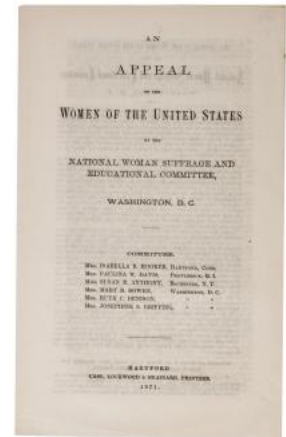 AN
APPEAL
TO THE
WOMEN OF THE UNITED STATES
BY THE
NATIONAL WOMAN SUFFRAGE AND
EDUCATIONAL COMMITTEE,
WASHINGTON, D. C.
COMMITTEE.
MRS. ISABELLA B. HOOKER, HARTFORD, CONN.
MRS. PAULINA W. DAVIS, PROVIDENCE, R. I.
SUSAN B. ANTHONY, ROCHESTER, N. Y.
MRS. MARY B. BOWEN, WASHINGTON, D. C.
MRS. RUTH C. DENISON, " "
MRS. JOSEPHINE S. GRIFFING, " "
HARTFORD
CASE, LOCKWOOD & BRAINARD, PRINTERS.
1871.